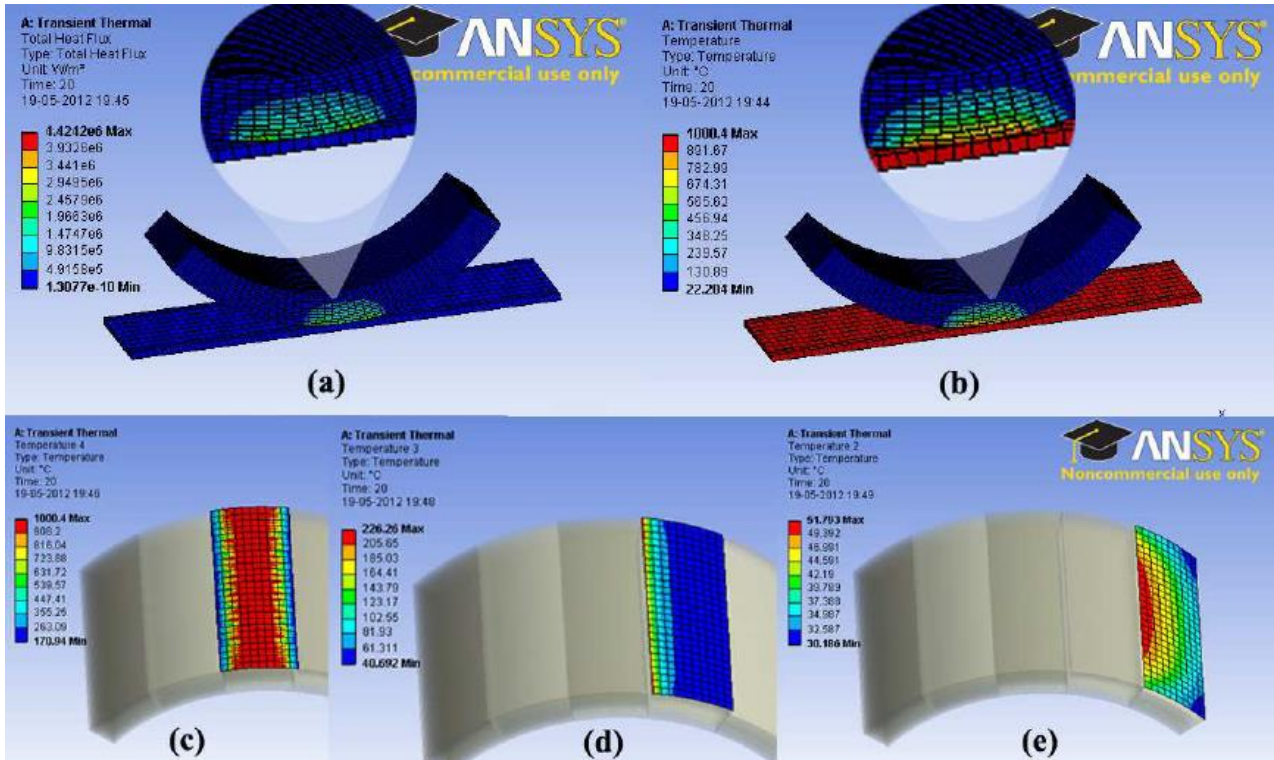 A: Transient Thermal
Total Heat Flux
Type: Total Heat Flux
Unit: W/m²
Time: 20
19-05-2012 19:45
4.4242e6 Max
3.9326e6
3.441e6
2.9495e6
2.4579e6
1.9663e6
1.4747e6
9.8315e5
4.9158e5
1.3077e-10 Min
ANSYS
commercial use only
(a)
A: Transient Thermal
Temperature
Type: Temperature
Unit: °C
Time: 20
19-05-2012 19:44
1000.4 Max
891.67
782.99
674.31
565.62
456.94
348.25
239.57
130.89
22.204 Min
ANSYS
commercial use only
(b)
A: Transient Thermal
Temperature 4
Type: Temperature
Unit: °C
Time: 20
19-05-2012 19:46
1000.4 Max
908.2
816.04
723.88
631.72
539.57
447.41
355.25
263.09
170.94 Min
(c)
A: Transient Thermal
Temperature 3
Type: Temperature
Unit: °C
Time: 20
19-05-2012 19:48
226.26 Max
205.65
185.03
164.41
143.79
123.17
102.55
81.93
61.311
40.692 Min
(d)
A: Transient Thermal
Temperature 2
Type: Temperature
Unit: °C
Time: 20
19-05-2012 19:49
51.793 Max
49.392
46.991
44.591
42.19
39.789
37.388
34.987
32.587
30.186 Min
x
ANSYS
Noncommercial use only
(e)